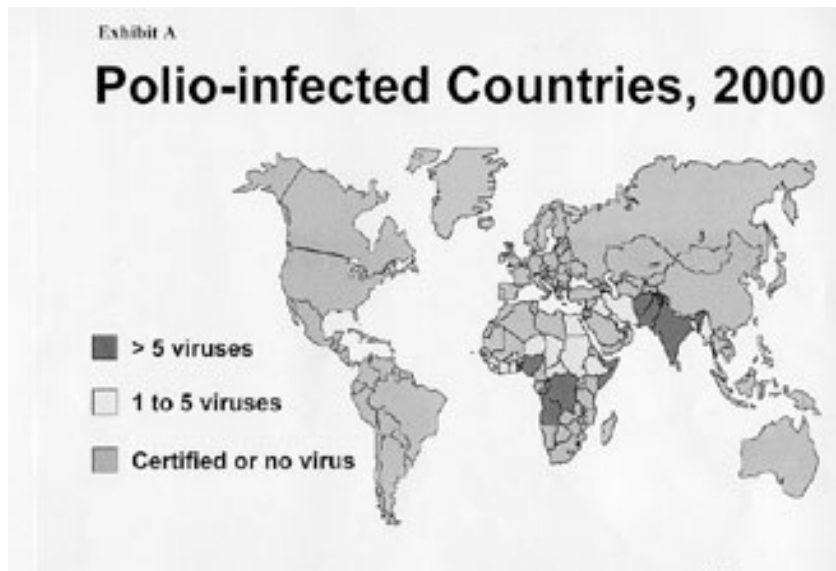 Exhibit A
Polio-infected Countries, 2000
> 5 viruses
1 to 5 viruses
Certified or no virus